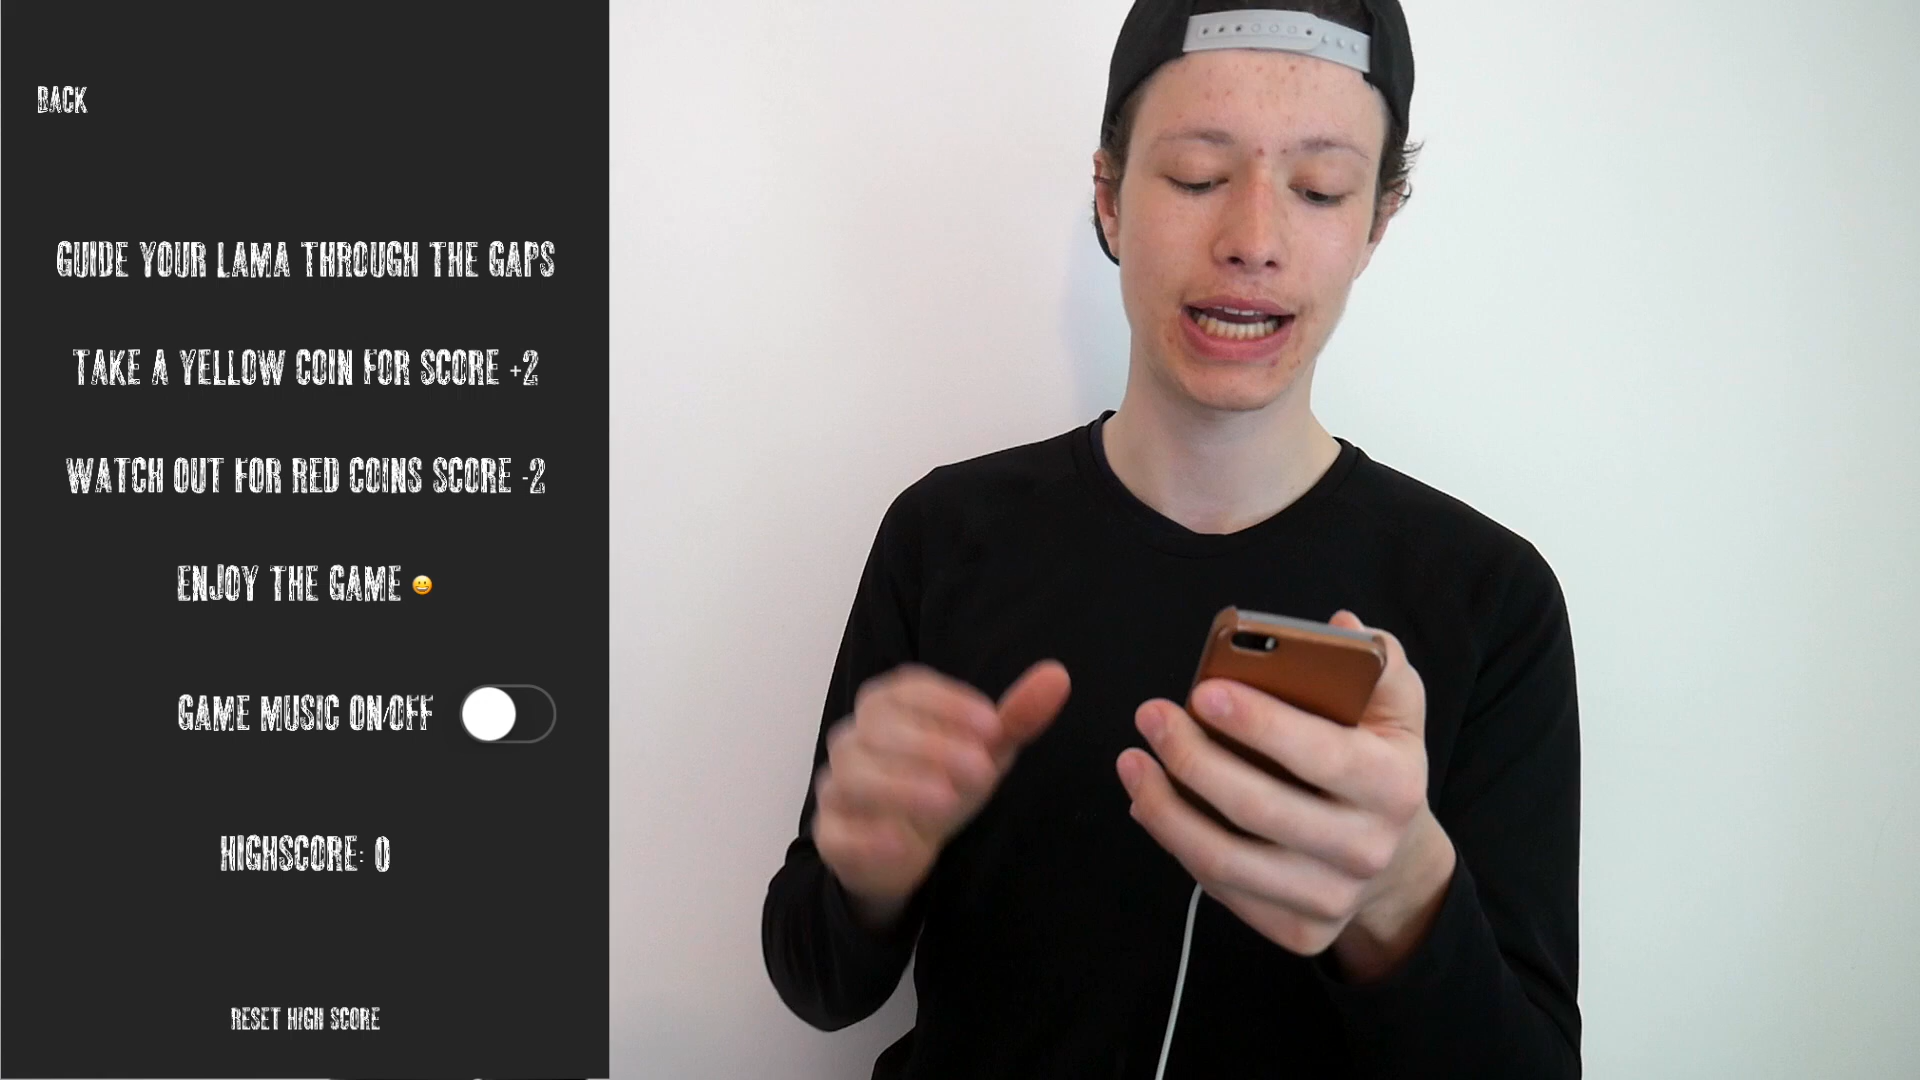 BACK
GUIDE YOUR LAMA THROUGH THE GAPS
TAKE A YELLOW COIN FOR SCORE +2
WATCH OUT FOR RED COINS SCORE -2
ENJOY THE GAME 😀
GAME MUSIC ON/OFF
HIGHSCORE: 0
RESET HIGH SCORE